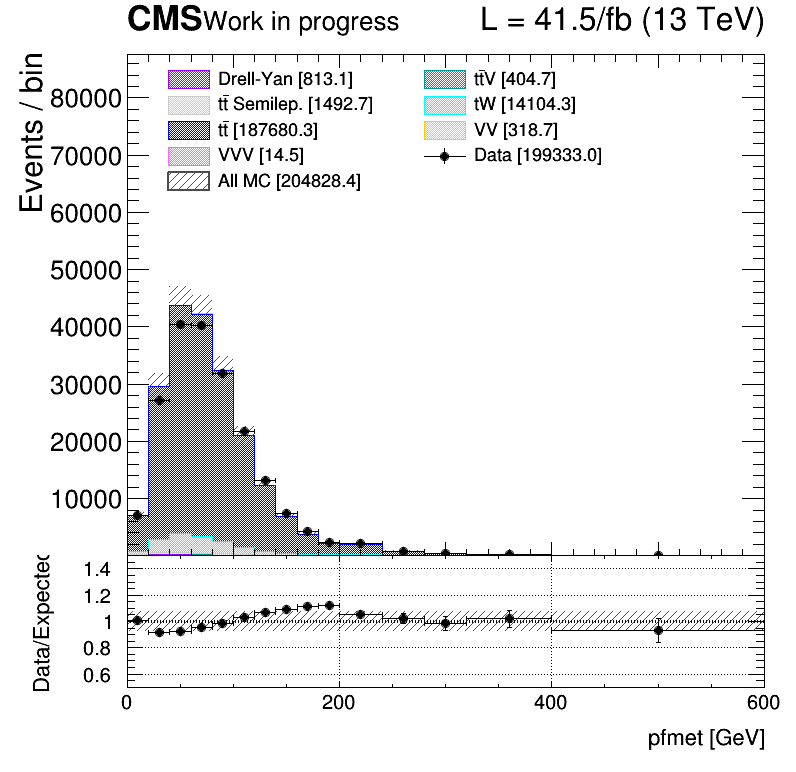 CMS Work in progress L = 41.5/fb (13 TeV)
Events / bin
Drell-Yan [813.1] tt̄V [404.7]
tt̄ Semilep. [1492.7] tW [14104.3]
tt̄ [187680.3] VV [318.7]
VVV [14.5] Data [199333.0]
All MC [204828.4]
80000
70000
60000
50000
40000
30000
20000
10000
Data/Expected
1.4
1.2
1
0.8
0.6
0 200 400 600
pfmet [GeV]